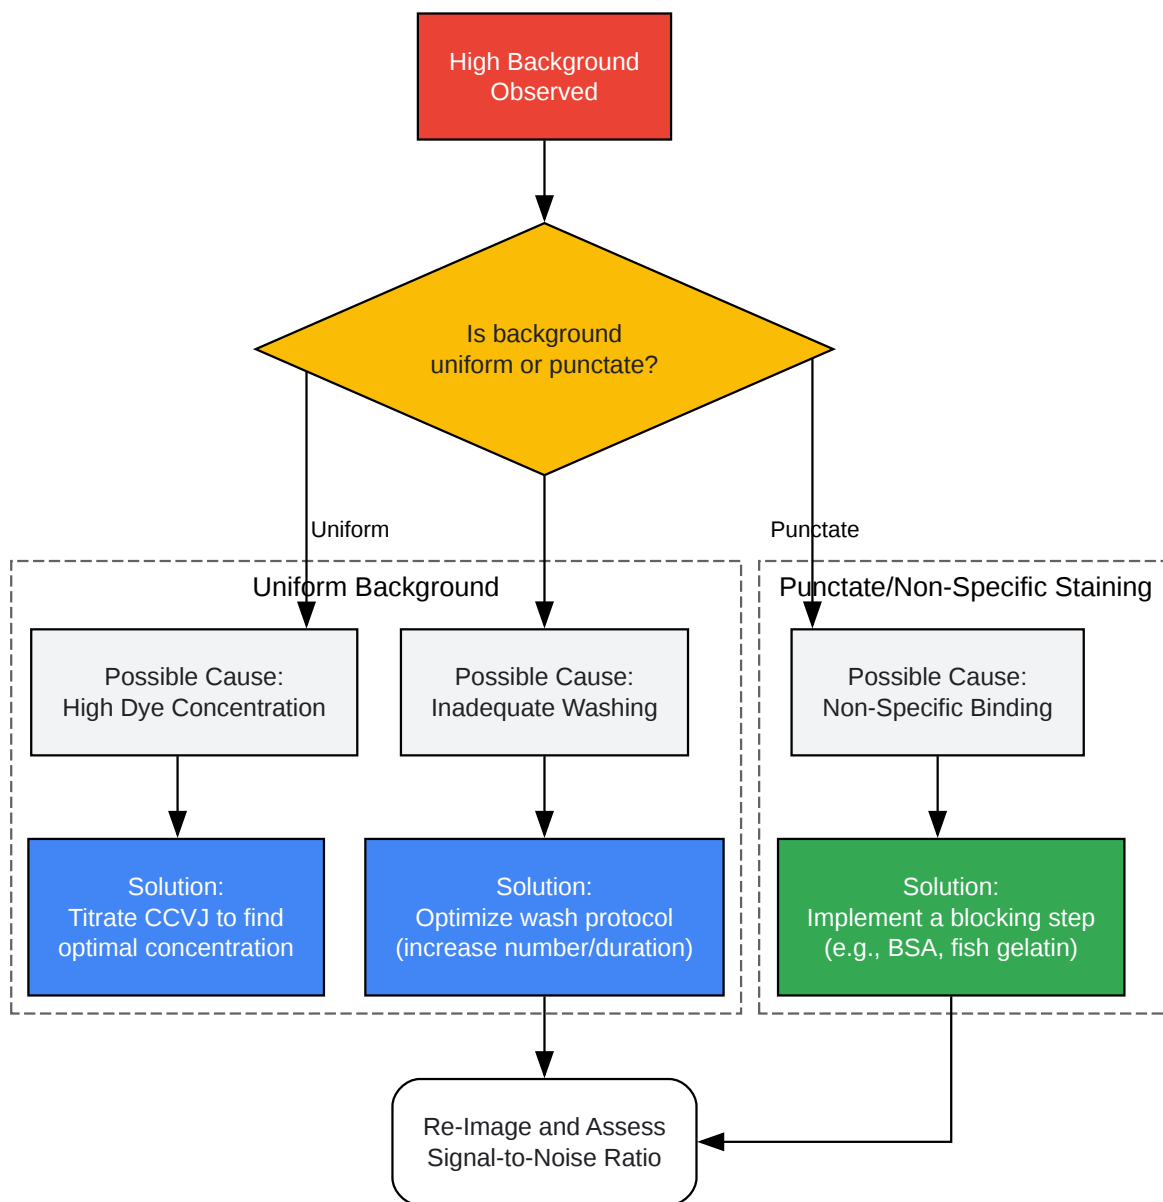 High Background
Observed
Is background
uniform or punctate?
Uniform
Punctate
Uniform Background
Punctate/Non-Specific Staining
Possible Cause:
High Dye Concentration
Possible Cause:
Inadequate Washing
Possible Cause:
Non-Specific Binding
Solution:
Titrate CCVJ to find
optimal concentration
Solution:
Optimize wash protocol
(increase number/duration)
Solution:
Implement a blocking step
(e.g., BSA, fish gelatin)
Re-Image and Assess
Signal-to-Noise Ratio